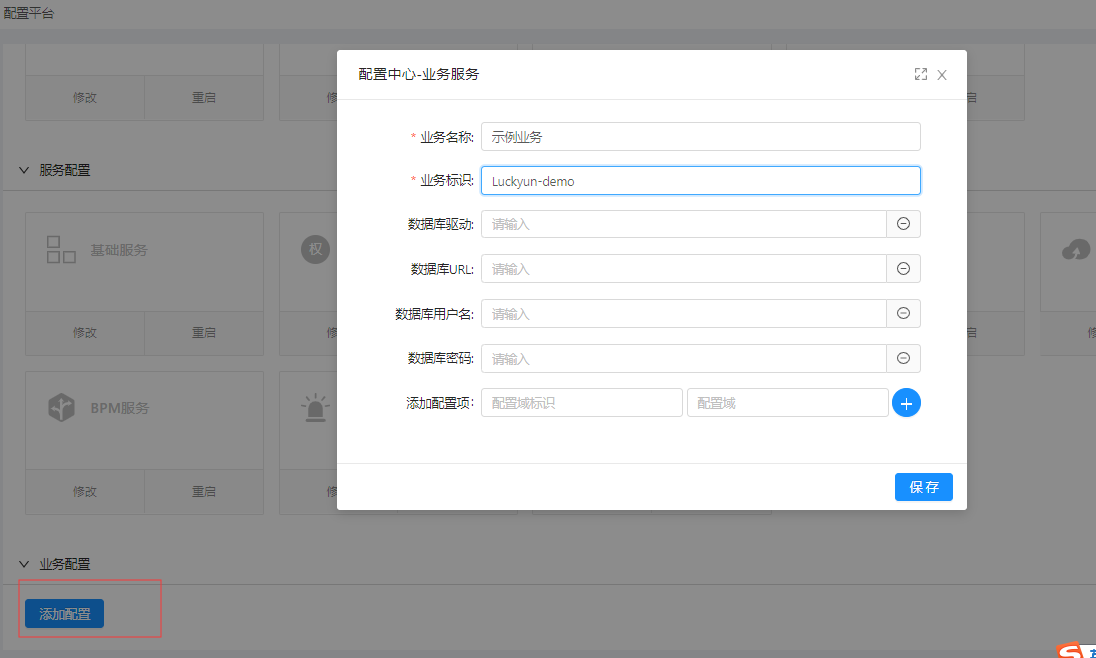 配置平台
配置中心-业务服务
修改 重启 启
* 业务名称: 示例业务
服务配置
* 业务标识: Luckyun-demo
数据库驱动: 请输入
基础服务 权
数据库URL: 请输入
数据库用户名: 请输入
修改 重启 启
数据库密码: 请输入
添加配置项: 配置域标识 配置域
BPM服务
保存
修改 重启
业务配置
添加配置